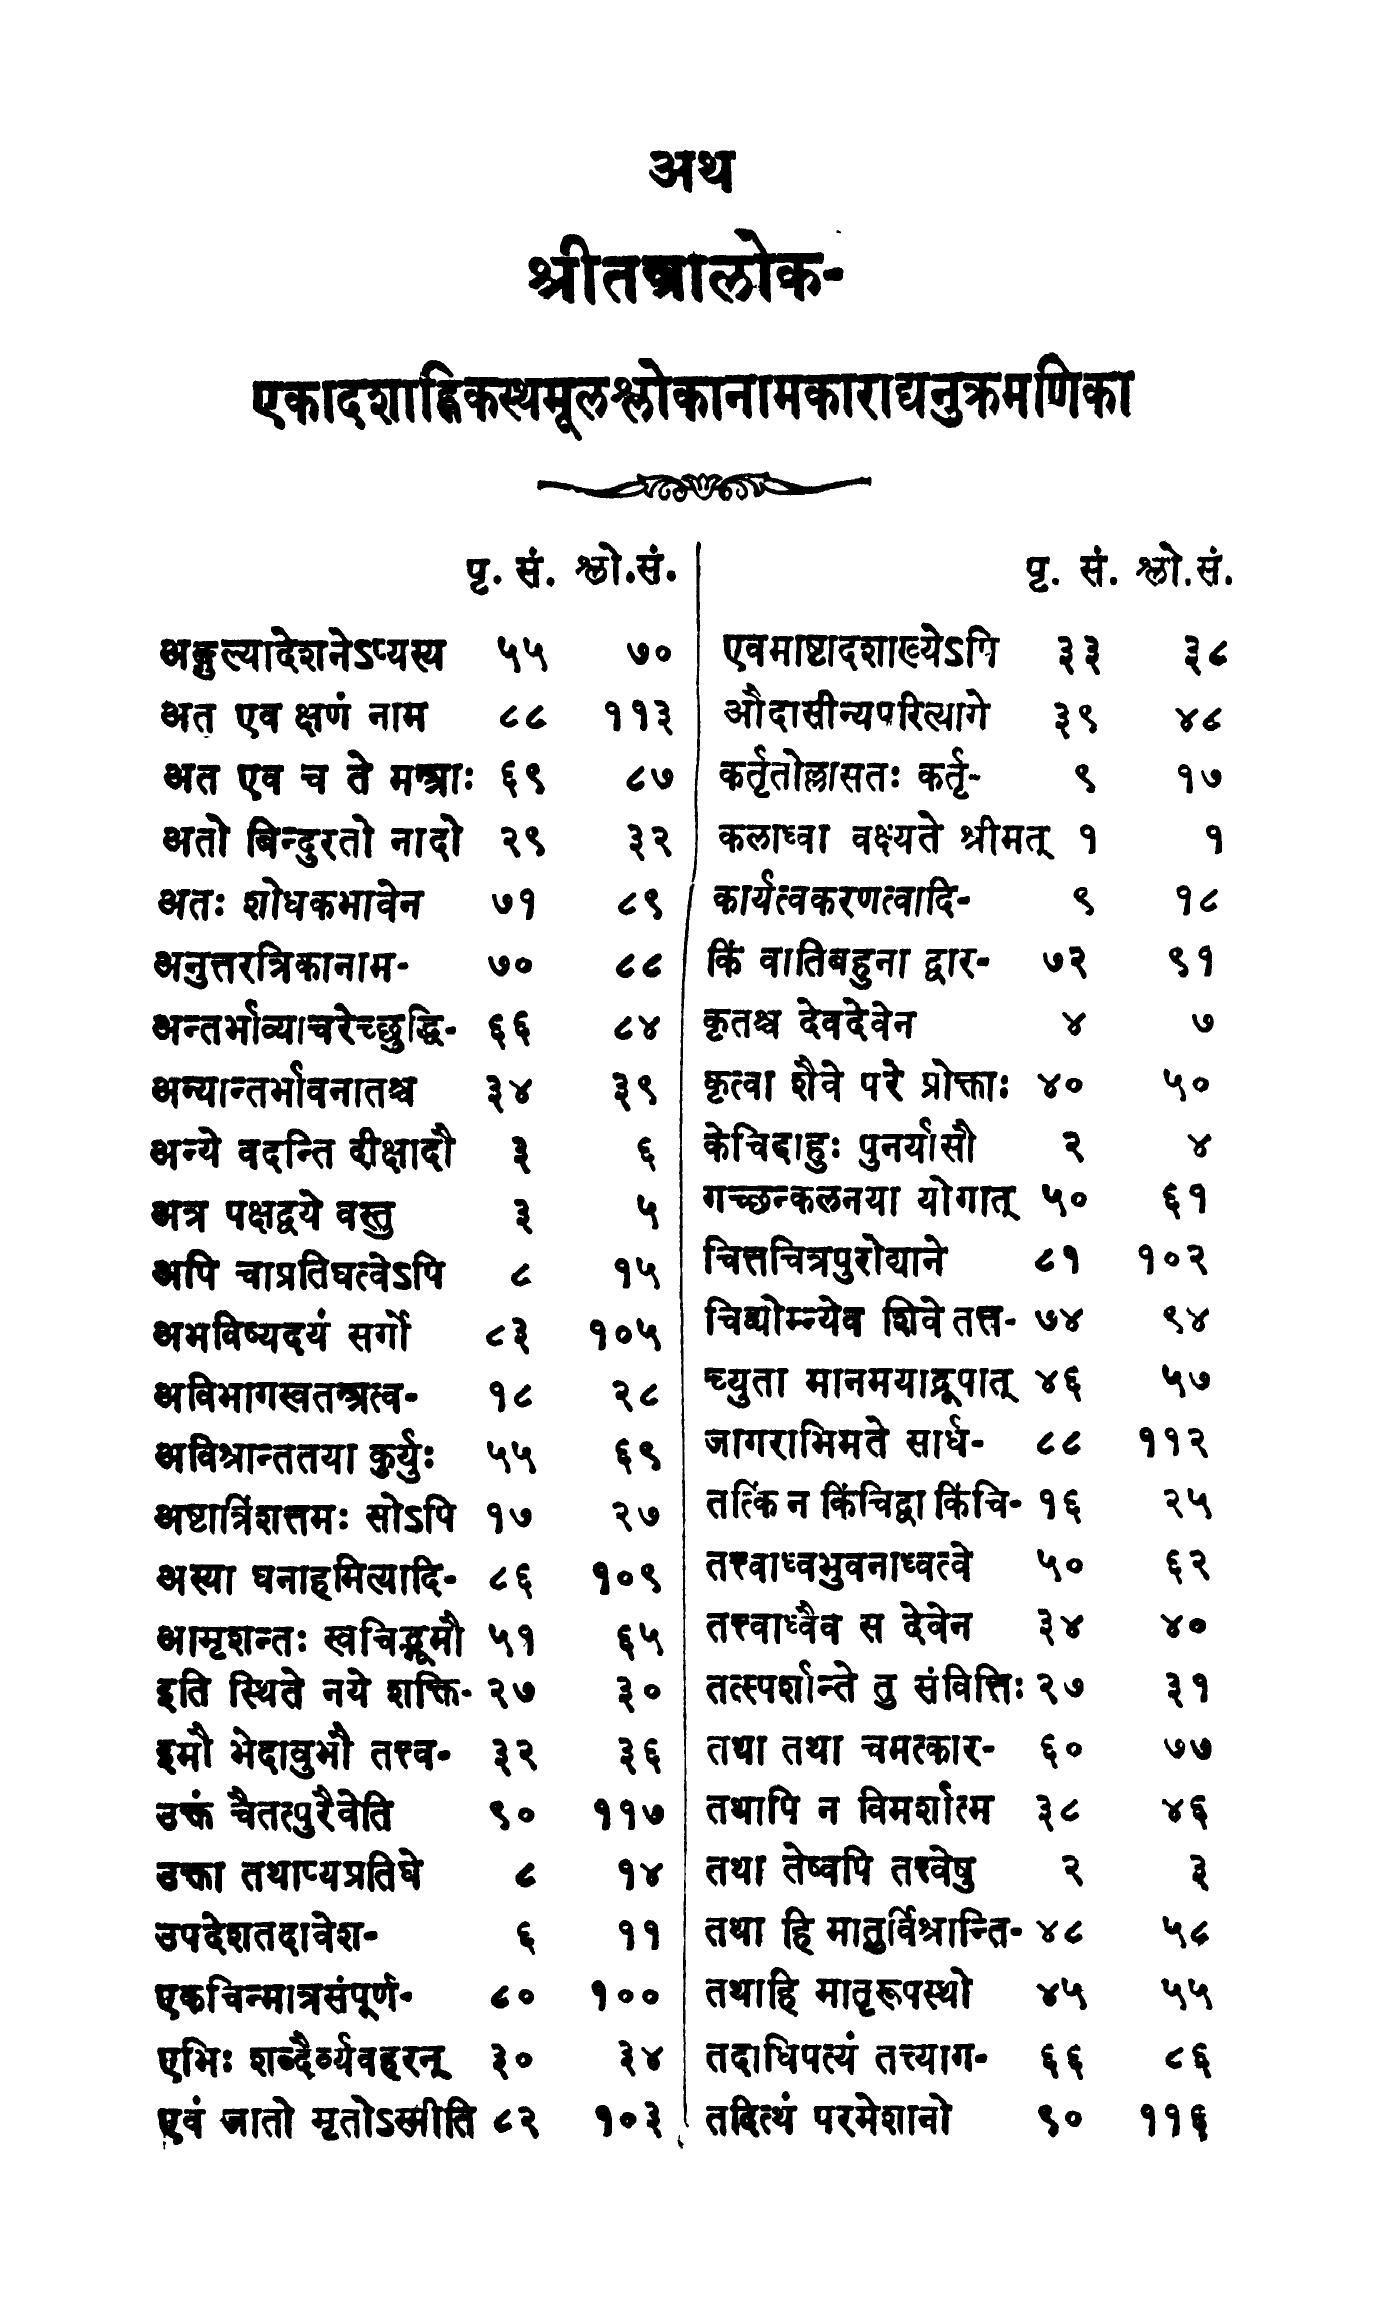 अथ
श्रीतन्त्रालोक-
एकादशाह्निकस्थमूलश्लोकानामकाराद्यनुक्रमणिका
पृ. सं. श्लो.सं.
अङ्गुल्यादेशनेऽप्यस्य ५५ ७०
अत एव क्षणं नाम ८८ ११३
अत एव च ते मन्त्राः ६९ ८७
अतो बिन्दुरतो नादो २९ ३२
अतः शोधकभावेन ७१ ८९
अनुत्तरत्रिकानाम- ७० ८८
अन्तर्भाव्याचरेच्छुद्धि- ६६ ८४
अन्यान्तर्भावनातश्च ३४ ३९
अन्ये वदन्ति दीक्षादौ ३ ६
अत्र पक्षद्वये वस्तु ३ ५
अपि चाप्रतिघत्वेऽपि ८ १५
अभविष्यदयं सर्गो ८३ १०५
अविभागस्वतन्त्रत्व- १८ २८
अविश्रान्ततया कुर्युः ५५ ६९
अष्टात्रिंशत्तमः सोऽपि १७ २७
अस्या घनाहमित्यादि- ८६ १०९
आमृशन्तः स्वचिद्भूमौ ५१ ६५
इति स्थिते नये शक्ति- २७ ३०
इमौ भेदावुभौ तत्त्व- ३२ ३६
उक्तं चैतत्पुरैवेति ९० ११७
उक्ता तथाप्यप्रतिघे ८ १४
उपदेशतदावेश- ६ ११
एकचिन्मात्रसंपूर्ण- ८० १००
एभिः शब्दैर्व्यवहरन् ३० ३४
एवं जातो मृतोऽस्मीति ८२ १०३
पृ. सं. श्लो.सं.
एवमाष्टादशाख्येऽपि ३३ ३८
औदासीन्यपरित्यागे ३९ ४८
कर्तृतोल्लासतः कर्तृ- ९ १७
कलाध्वा वक्ष्यते श्रीमत् १ १
कार्यत्वकरणत्वादि- ९ १८
किं वातिबहुना द्वार- ७२ ९१
कृतश्च देवदेवेन ४ ७
कृत्वा शैवे परे प्रोक्ताः ४० ५०
केचिदाहुः पुनर्यासौ २ ४
गच्छन्कलनया योगात् ५० ६१
चित्तचित्रपुरोद्याने ८१ १०२
चिद्व्योम्न्येव शिवे तत्त- ७४ ९४
च्युता मानमयाद्रूपात् ४६ ५७
जागराभिमते सार्ध- ८८ ११२
तत्किं न किंचिद्वा किंचि- १६ २५
तत्त्वाध्वभुवनाध्वत्वे ५० ६२
तत्त्वाध्वैव स देवेन ३४ ४०
तत्स्पर्शान्ते तु संवित्तिः २७ ३१
तथा तथा चमत्कार- ६० ७७
तथापि न विमर्शात्म ३८ ४६
तथा तेष्वपि तत्त्वेषु २ ३
तथा हि मातुर्विश्रान्ति- ४८ ५८
तथाहि मातृरूपस्थो ४५ ५५
तदाधिपत्यं तत्त्याग- ६६ ८६
तदित्थं परमेशानो ९० ११६